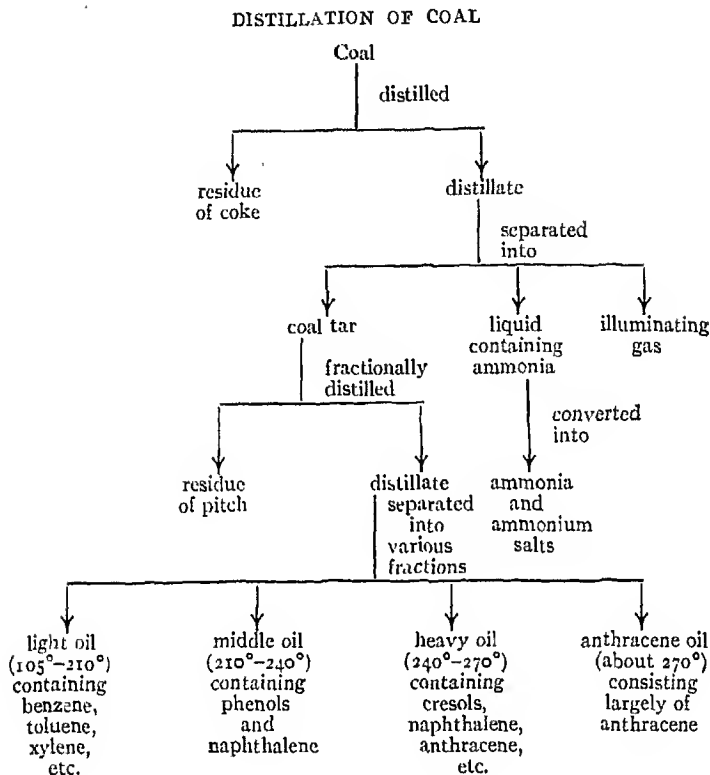 DISTILLATION OF COAL
Coal
distilled
residue
of coke
distillate
separated
into
coal tar
liquid
containing
ammonia
illuminating
gas
fractionally
distilled
converted
into
residue
of pitch
distillate
separated
into
various
fractions
ammonia
and
ammonium
salts
light oil
(105°–210°)
containing
benzene,
toluene,
xylene,
etc.
middle oil
(210°–240°)
containing
phenols
and
naphthalene
heavy oil
(240°–270°)
containing
cresols,
naphthalene,
anthracene,
etc.
anthracene oil
(about 270°)
consisting
largely of
anthracene